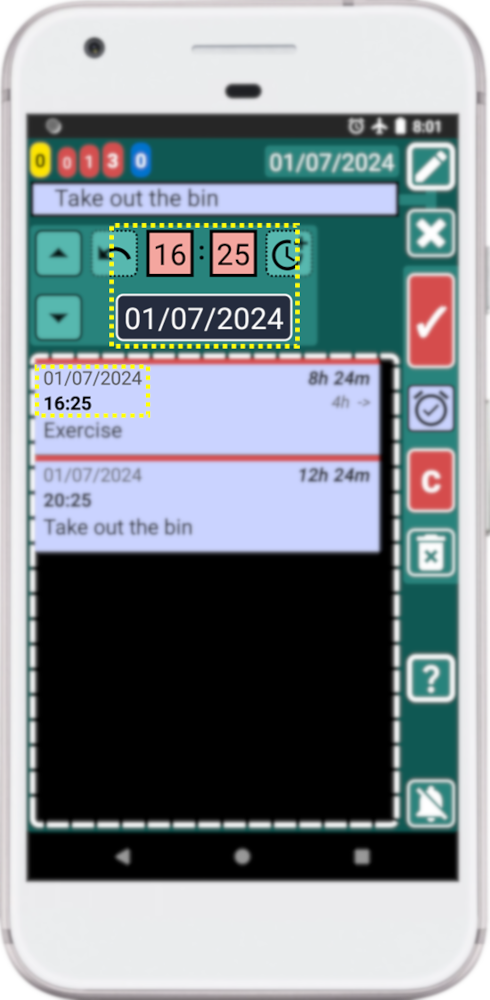 8:01
0 0 1 3 0 01/07/2024
Take out the bin
16 : 25
01/07/2024
01/07/2024 8h 24m
16:25 4h ->
Exercise
01/07/2024 12h 24m
20:25
Take out the bin
C
?